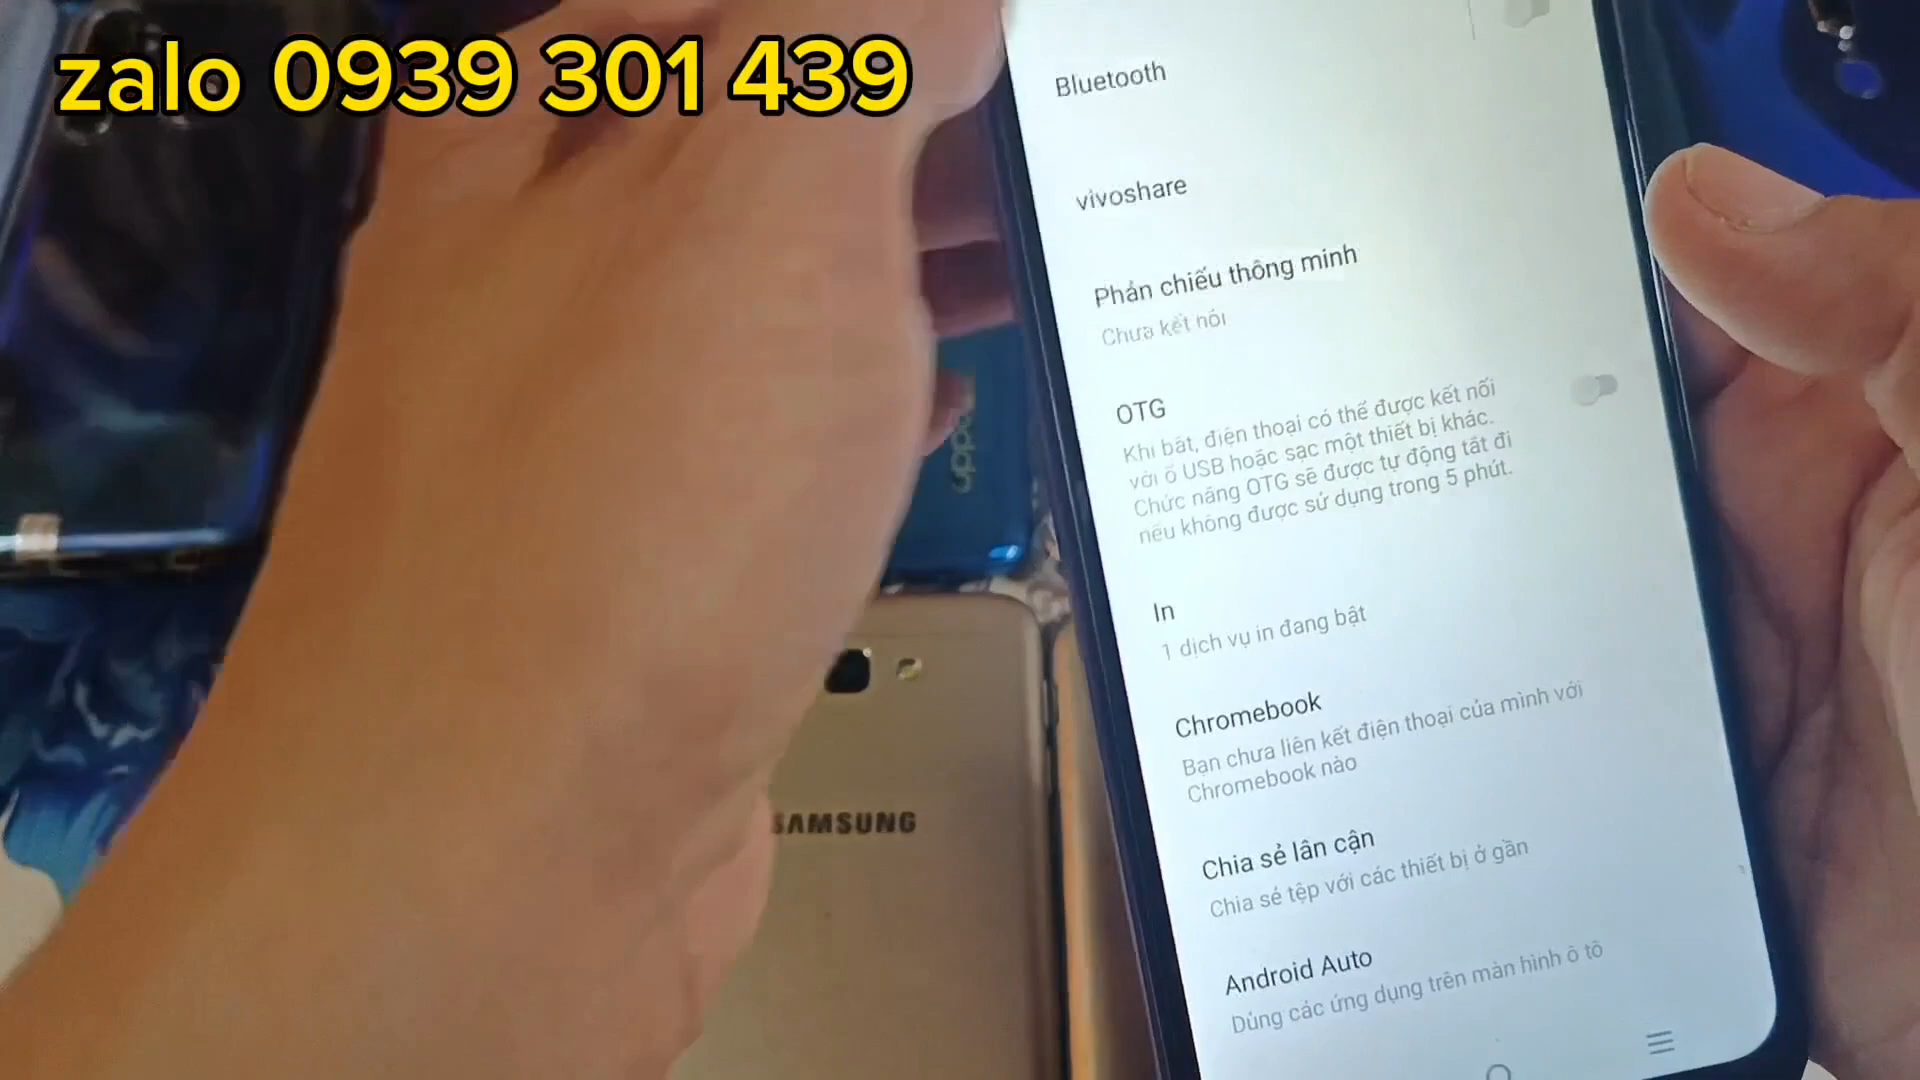 zalo 0939 301 439
Bluetooth
vivoshare
Phản chiếu thông minh
Chưa kết nối
OTG
Khi bật, điện thoại có thể được kết nối
với ổ USB hoặc sạc một thiết bị khác.
Chức năng OTG sẽ được tự động tắt đi
nếu không được sử dụng trong 5 phút.
In
1 dịch vụ in đang bật
Chromebook
Bạn chưa liên kết điện thoại của mình với
Chromebook nào
Chia sẻ lân cận
Chia sẻ tệp với các thiết bị ở gần
Android Auto
Dùng các ứng dụng trên màn hình ô tô
oppo
SAMSUNG